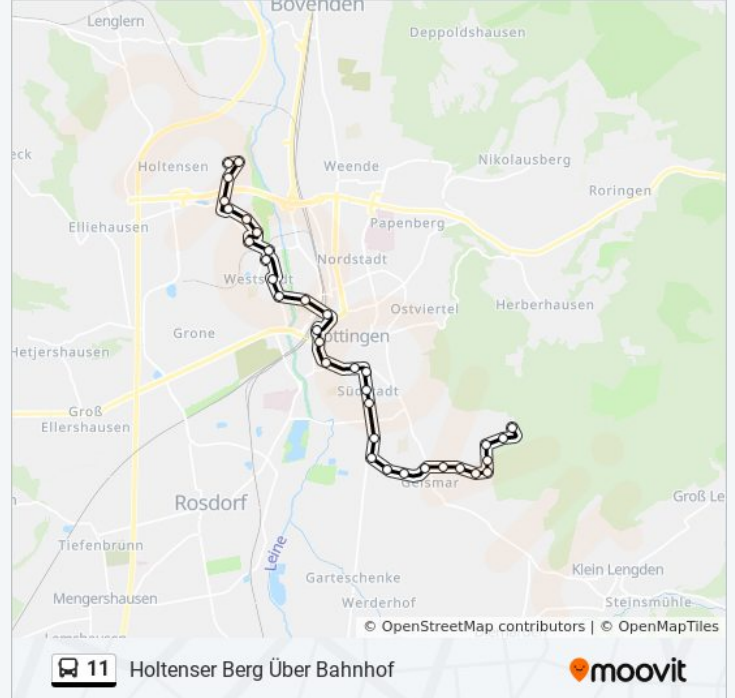 Bovenden
Lenglern
Deppoldshausen
eck
Holtensen
Weende
Nikolausberg
Roringen
Elliehausen
Papenberg
Nordstadt
Weststadt
Ostviertel
Herberhausen
Grone
Göttingen
Hetjershausen
Südstadt
Groß
Ellershausen
Geismar
Groß Le
Rosdorf
Tiefenbrunn
Leine
Klein Lengden
Garteschenke
Mengershausen
Werderhof
Steinsmühle
© OpenStreetMap contributors | © OpenMapTiles
11 Holtenser Berg Über Bahnhof
moovit